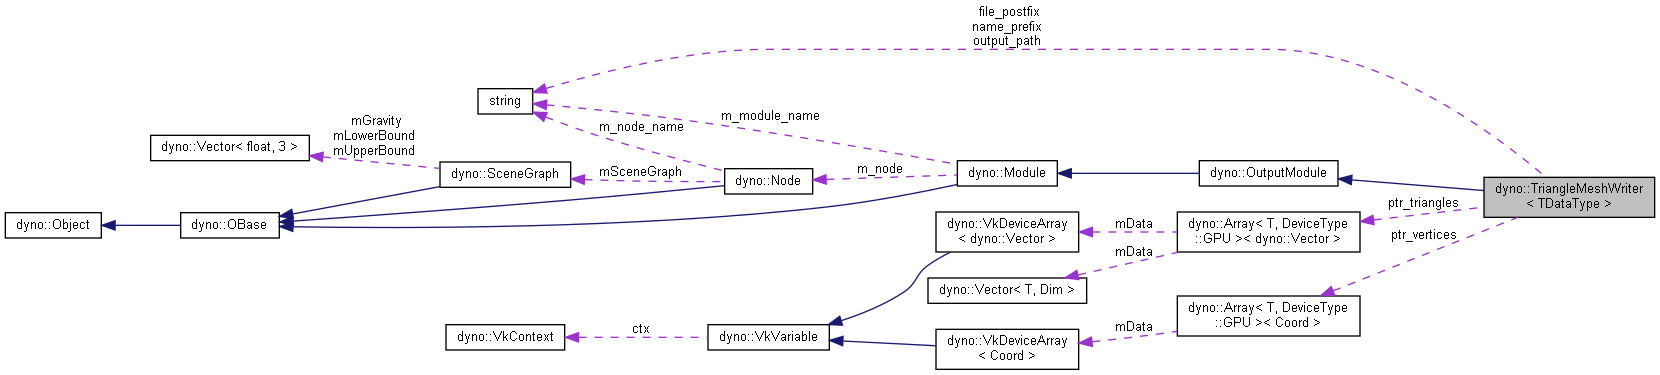 file_postfix
name_prefix
output_path
string
m_module_name
m_node_name
mGravity
mLowerBound
mUpperBound
dyno::Vector< float, 3 >
dyno::SceneGraph
mSceneGraph
dyno::Node
m_node
dyno::Module
dyno::OutputModule
dyno::TriangleMeshWriter
< TDataType >
dyno::Object
dyno::OBase
ptr_triangles
dyno::VkDeviceArray
< dyno::Vector >
mData
dyno::Array< T, DeviceType
::GPU >< dyno::Vector >
ptr_vertices
mData
dyno::Vector< T, Dim >
dyno::Array< T, DeviceType
::GPU >< Coord >
dyno::VkContext
ctx
dyno::VkVariable
mData
dyno::VkDeviceArray
< Coord >